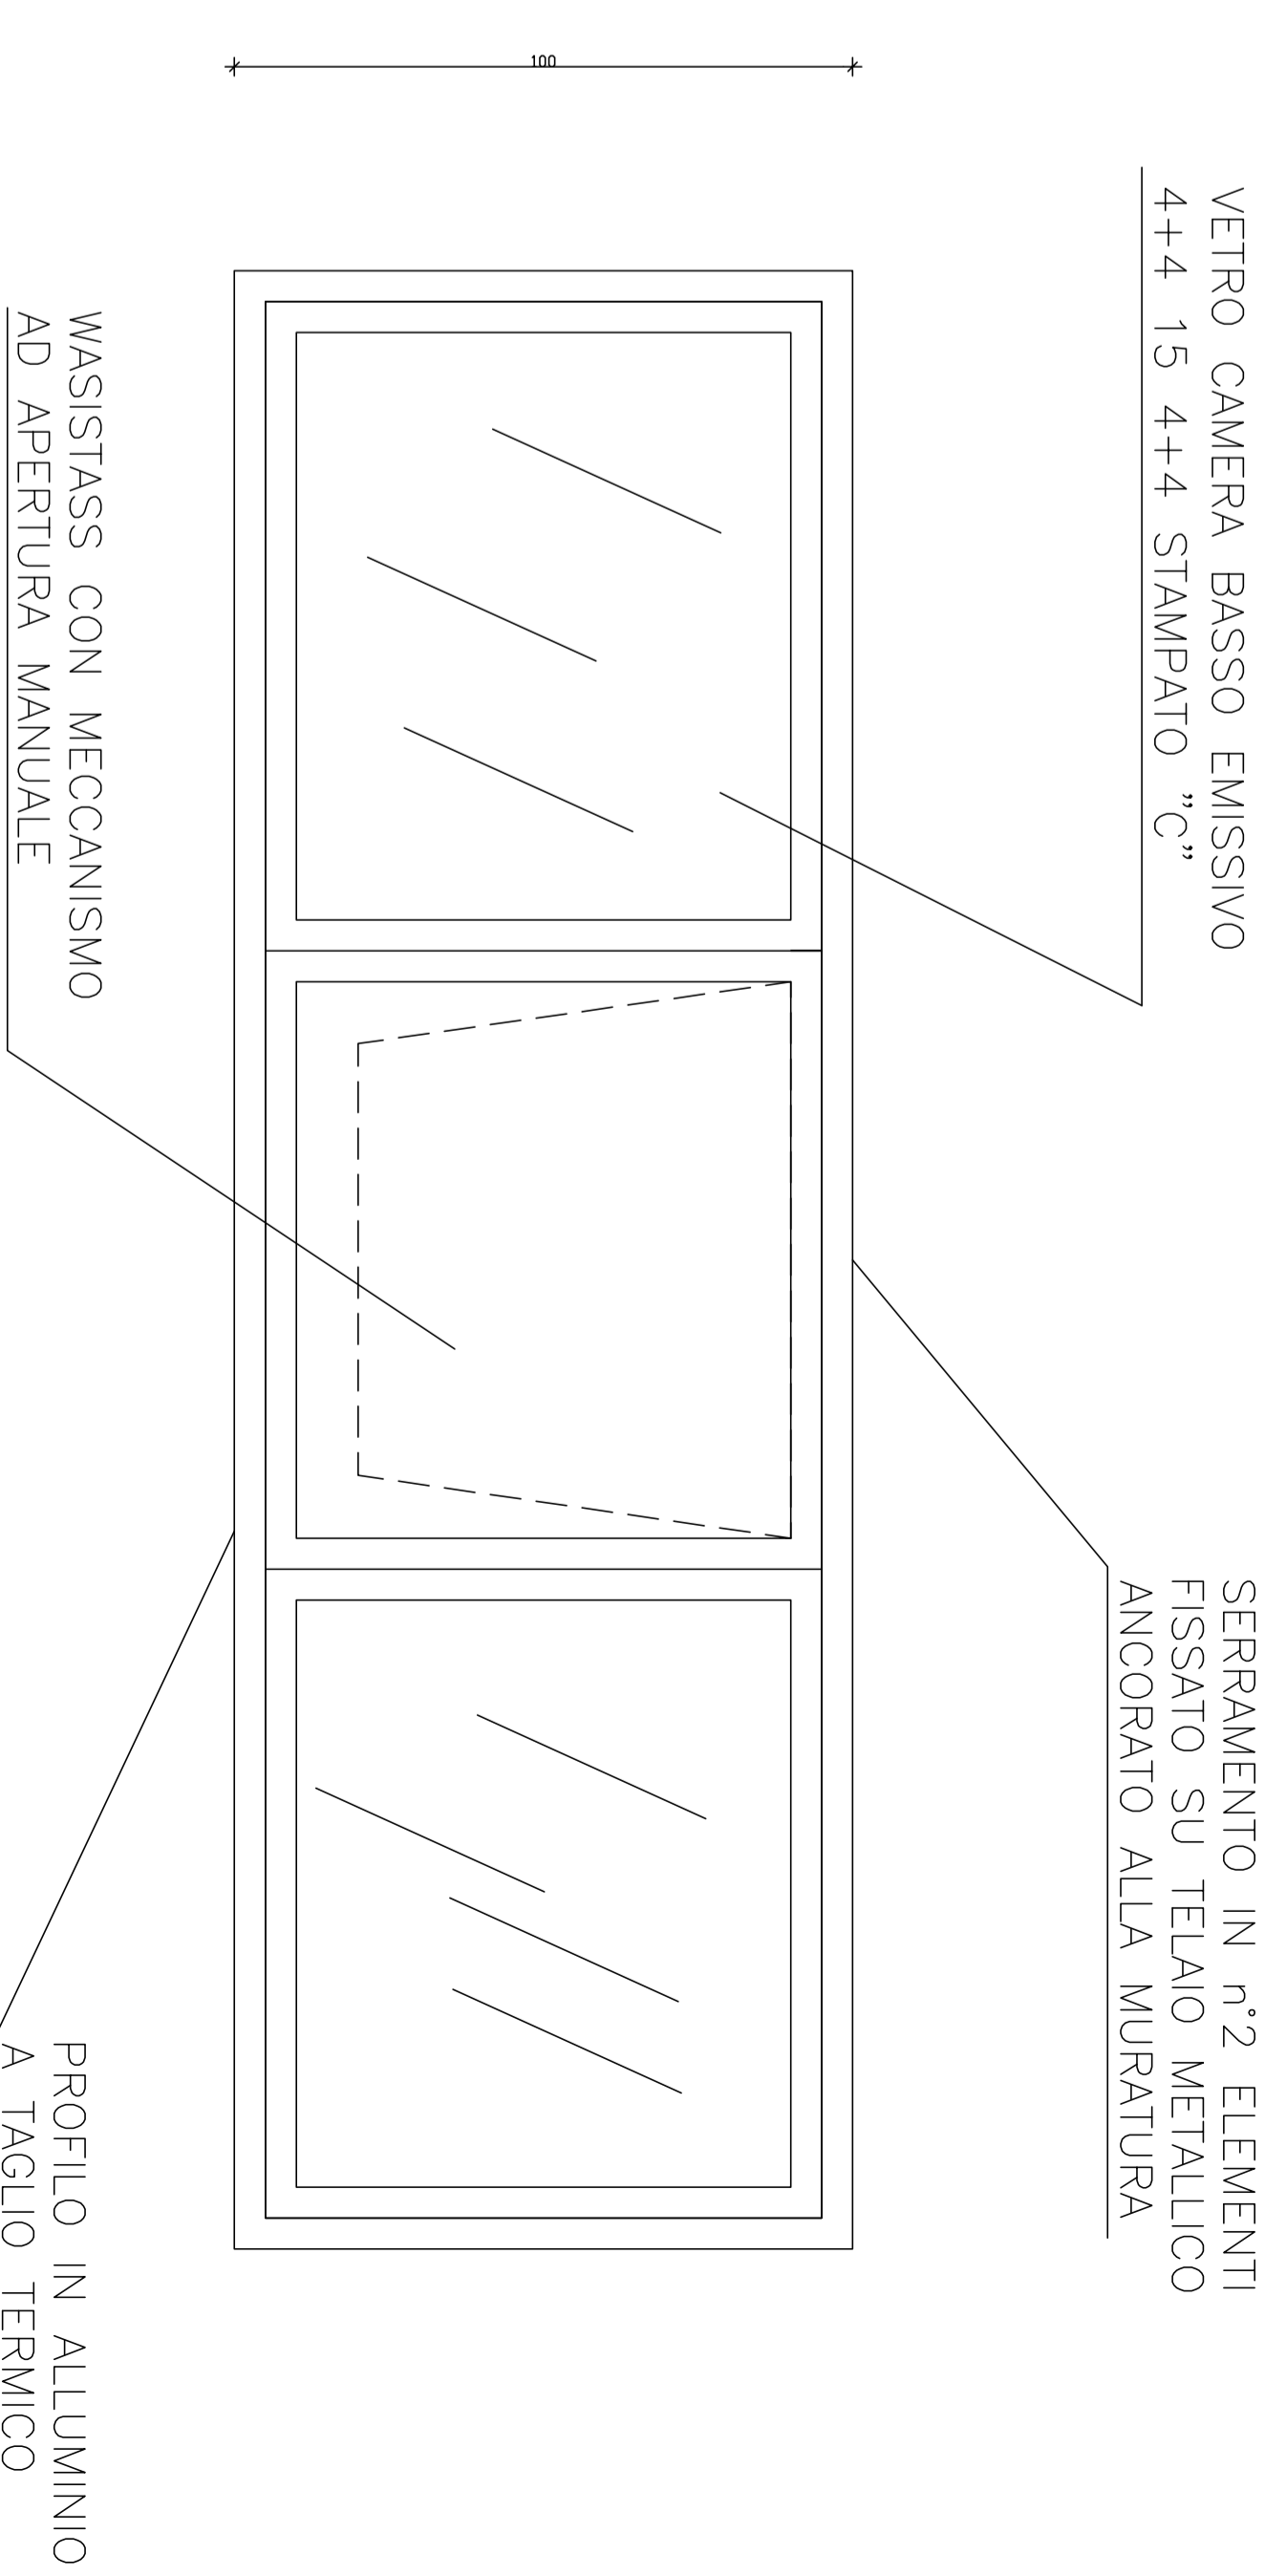 VETRO CAMERA BASSO EMISSIVO
4+4 15 4+4 STAMPATO "C"
SERRAMENTO IN n°2 ELEMENTI
FISSATO SU TELAIO METALLICO
ANCORATO ALLA MURATURA
100
WASISTASS CON MECCANISMO
AD APERTURA MANUALE
PROFILO IN ALLUMINIO
A TAGLIO TERMICO